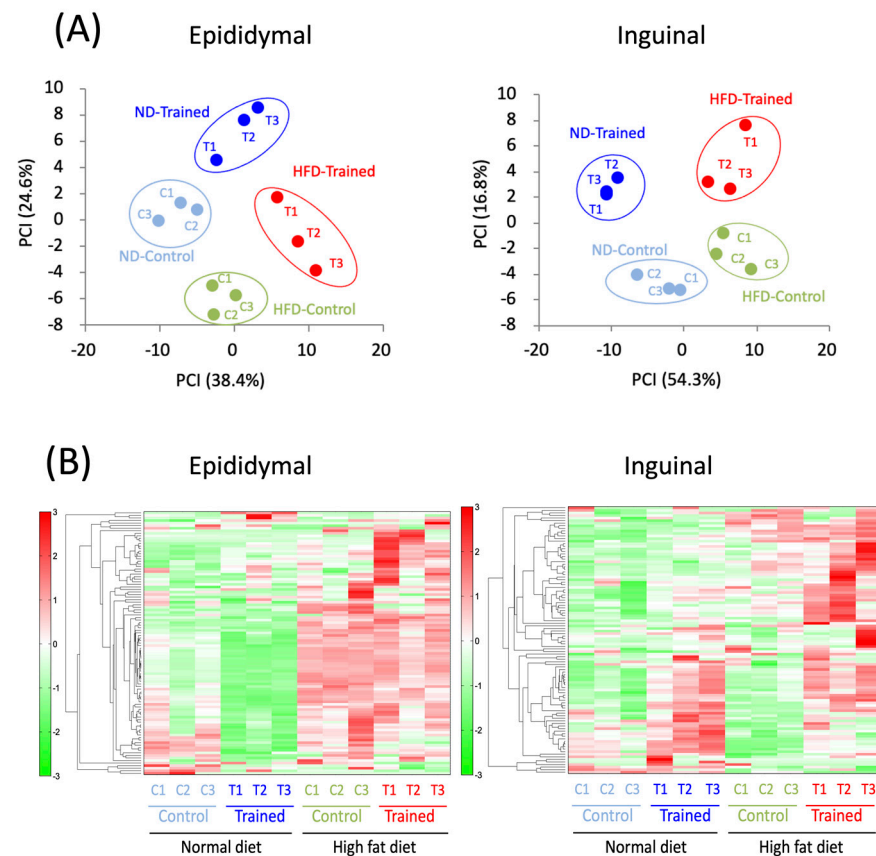 (A)
Epididymal
Inguinal
PCI (24.6%)
10
8
6
4
2
0
-2
-4
-6
-8
-20
-10
0
10
20
PCI (38.4%)
ND-Trained
T1
T2
T3
HFD-Trained
T1
T2
T3
C1
C2
C3
ND-Control
C1
C2
C3
HFD-Control
PCI (16.8%)
10
8
6
4
2
0
-2
-4
-6
-8
-20
-10
0
10
20
PCI (54.3%)
HFD-Trained
T1
T2
T3
ND-Trained
T2
T3
T1
ND-Control
C2
C1
C3
C1
C2
C3
HFD-Control
(B)
Epididymal
Inguinal
3
2
1
0
-1
-2
-3
3
2
1
0
-1
-2
-3
C1 C2 C3 T1 T2 T3 C1 C2 C3 T1 T2 T3
Control Trained Control Trained
Normal diet High fat diet
C1 C2 C3 T1 T2 T3 C1 C2 C3 T1 T2 T3
Control Trained Control Trained
Normal diet High fat diet